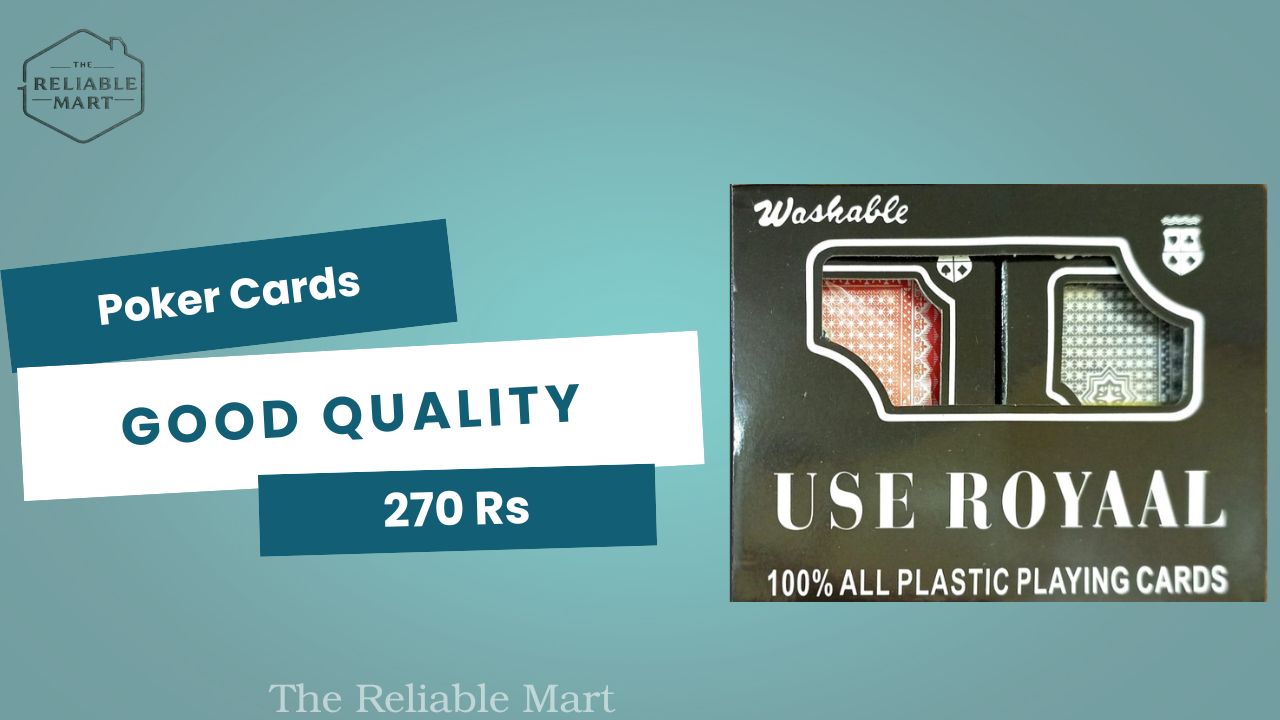 THE
RELIABLE
MART
Poker Cards
GOOD QUALITY
270 Rs
Washable
USE ROYAAL
100% ALL PLASTIC PLAYING CARDS
The Reliable Mart